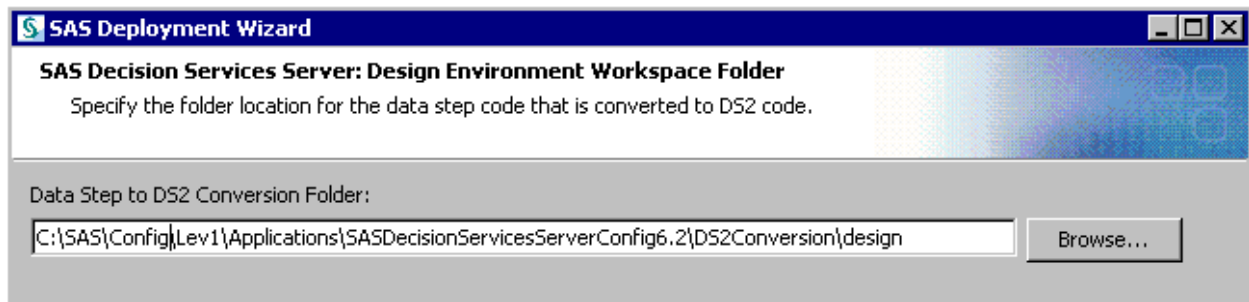 SAS Deployment Wizard
SAS Decision Services Server: Design Environment Workspace Folder
Specify the folder location for the data step code that is converted to DS2 code.
Data Step to DS2 Conversion Folder:
C:\SAS\Config\Lev1\Applications\SASDecisionServicesServerConfig6.2\DS2Conversion\design
Browse...